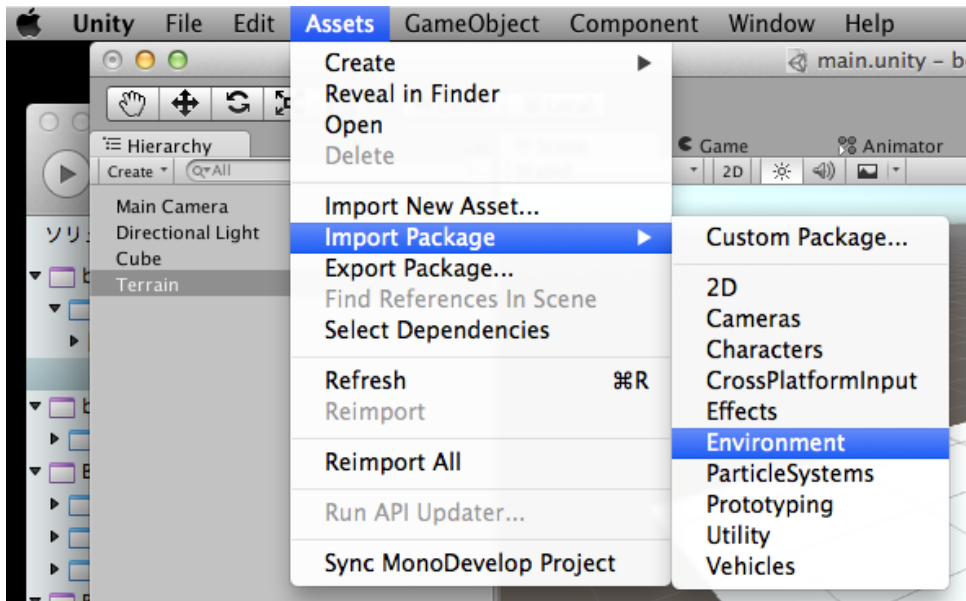 Unity File Edit Assets GameObject Component Window Help
main.unity – b
Hierarchy
Create
All
Main Camera
Directional Light
Cube
Terrain
ソリ
Create
Reveal in Finder
Open
Delete
Import New Asset...
Import Package
Export Package...
Find References In Scene
Select Dependencies
Refresh ⌘R
Reimport
Reimport All
Run API Updater...
Sync MonoDevelop Project
Game
Animator
2D
Custom Package...
2D
Cameras
Characters
CrossPlatformInput
Effects
Environment
ParticleSystems
Prototyping
Utility
Vehicles